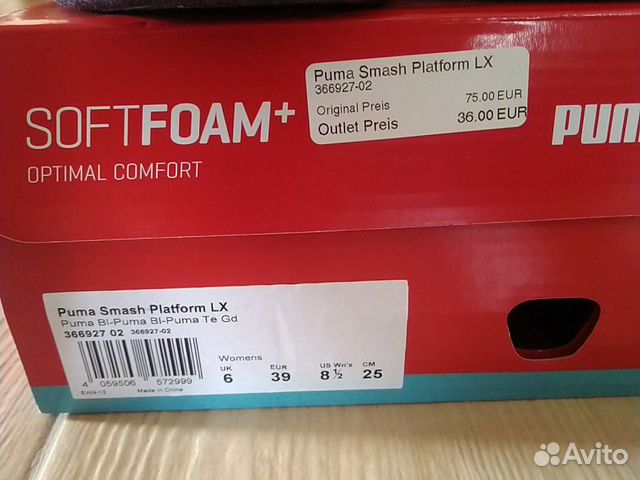 Puma Smash Platform LX
366927-02
Original Preis 75.00 EUR
Outlet Preis 36.00 EUR
SOFTFOAM+
OPTIMAL COMFORT
PUM
Puma Smash Platform LX
Puma Bl-Puma Bl-Puma Te Gd
366927 02 366927-02
Womens
UK EUR US Wn's CM
6 39 8 ½ 25
4 059506 572999
EAN-13 Made in China
Avito